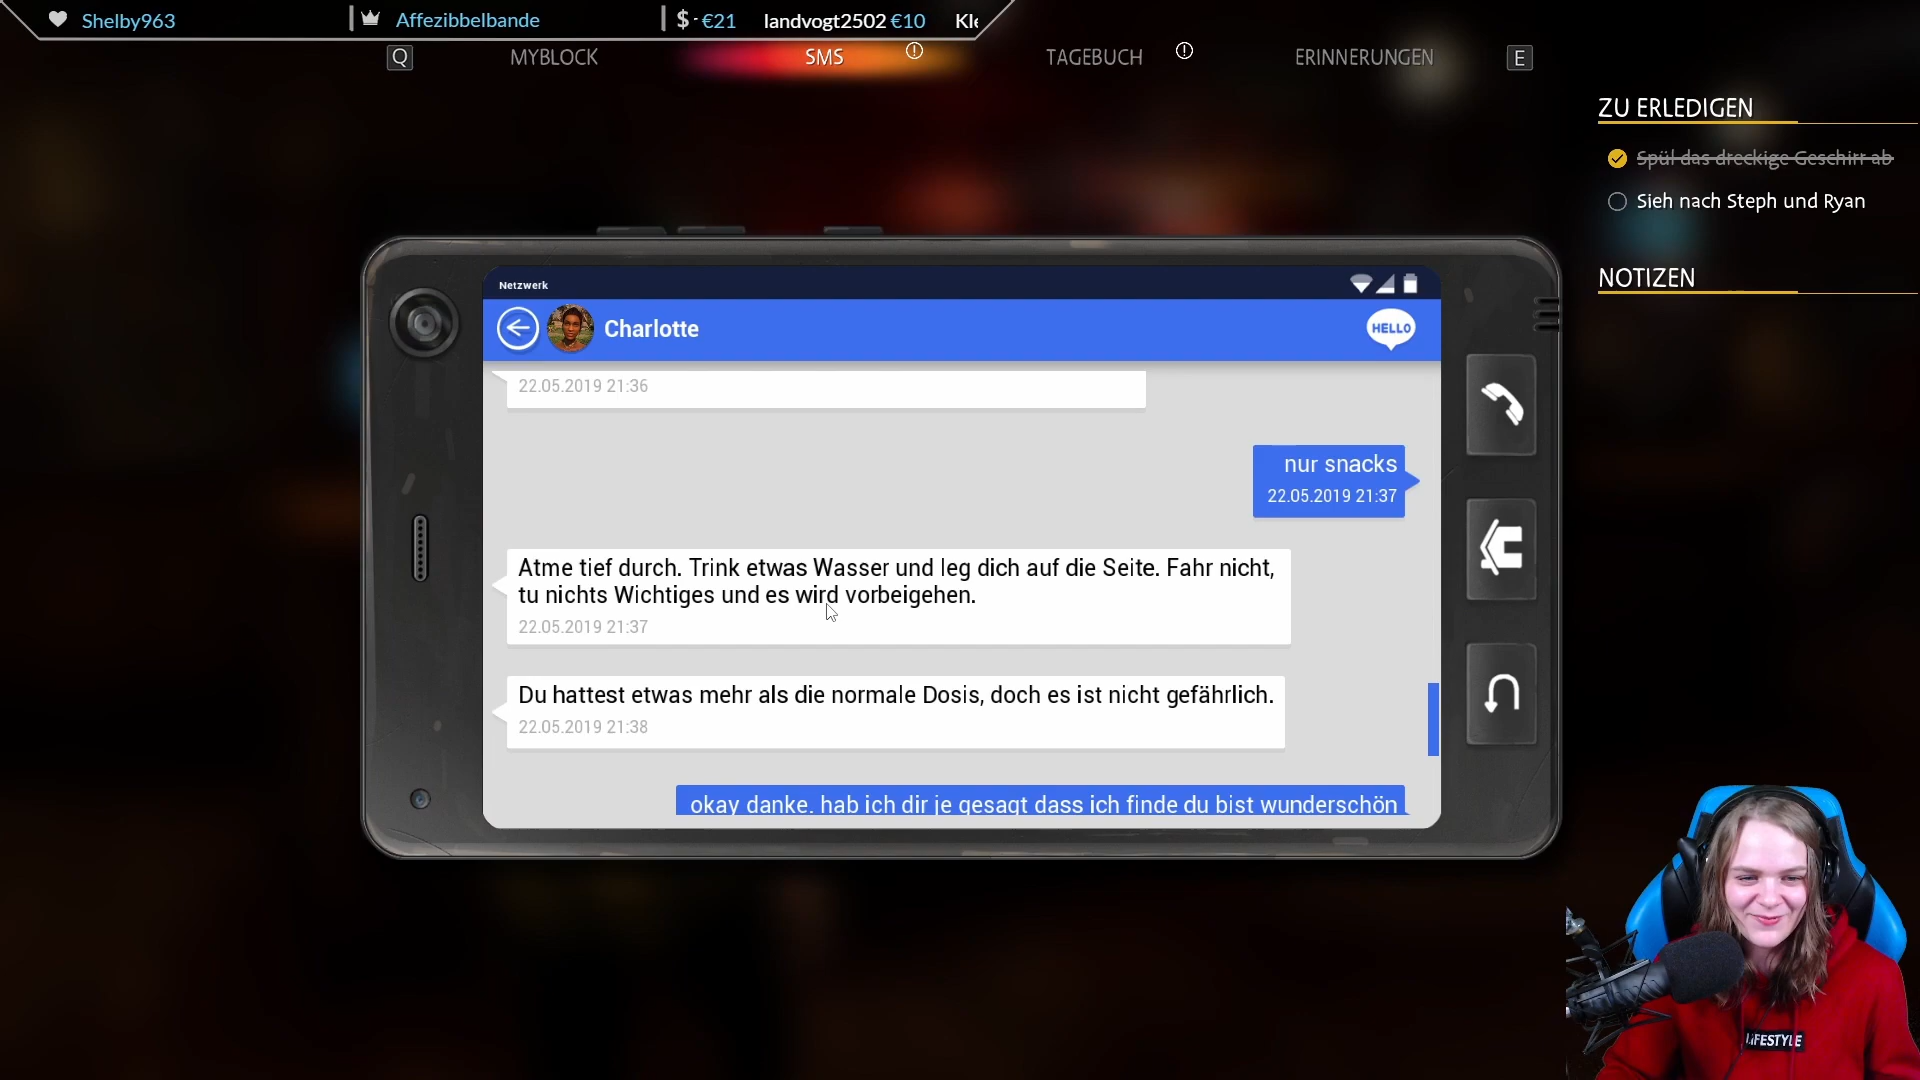 Shelby963
Affezibbelbande
$ - €21 landvogt2502 €10 Kle
Q MYBLOCK SMS TAGEBUCH ERINNERUNGEN E
ZU ERLEDIGEN
Spül das dreckige Geschirr ab
Sieh nach Steph und Ryan
NOTIZEN
Netzwerk
Charlotte
HELLO
22.05.2019 21:36
nur snacks
22.05.2019 21:37
Atme tief durch. Trink etwas Wasser und leg dich auf die Seite. Fahr nicht,
tu nichts Wichtiges und es wird vorbeigehen.
22.05.2019 21:37
Du hattest etwas mehr als die normale Dosis, doch es ist nicht gefährlich.
22.05.2019 21:38
okay danke. hab ich dir je gesagt dass ich finde du bist wunderschön
LIFESTYLE